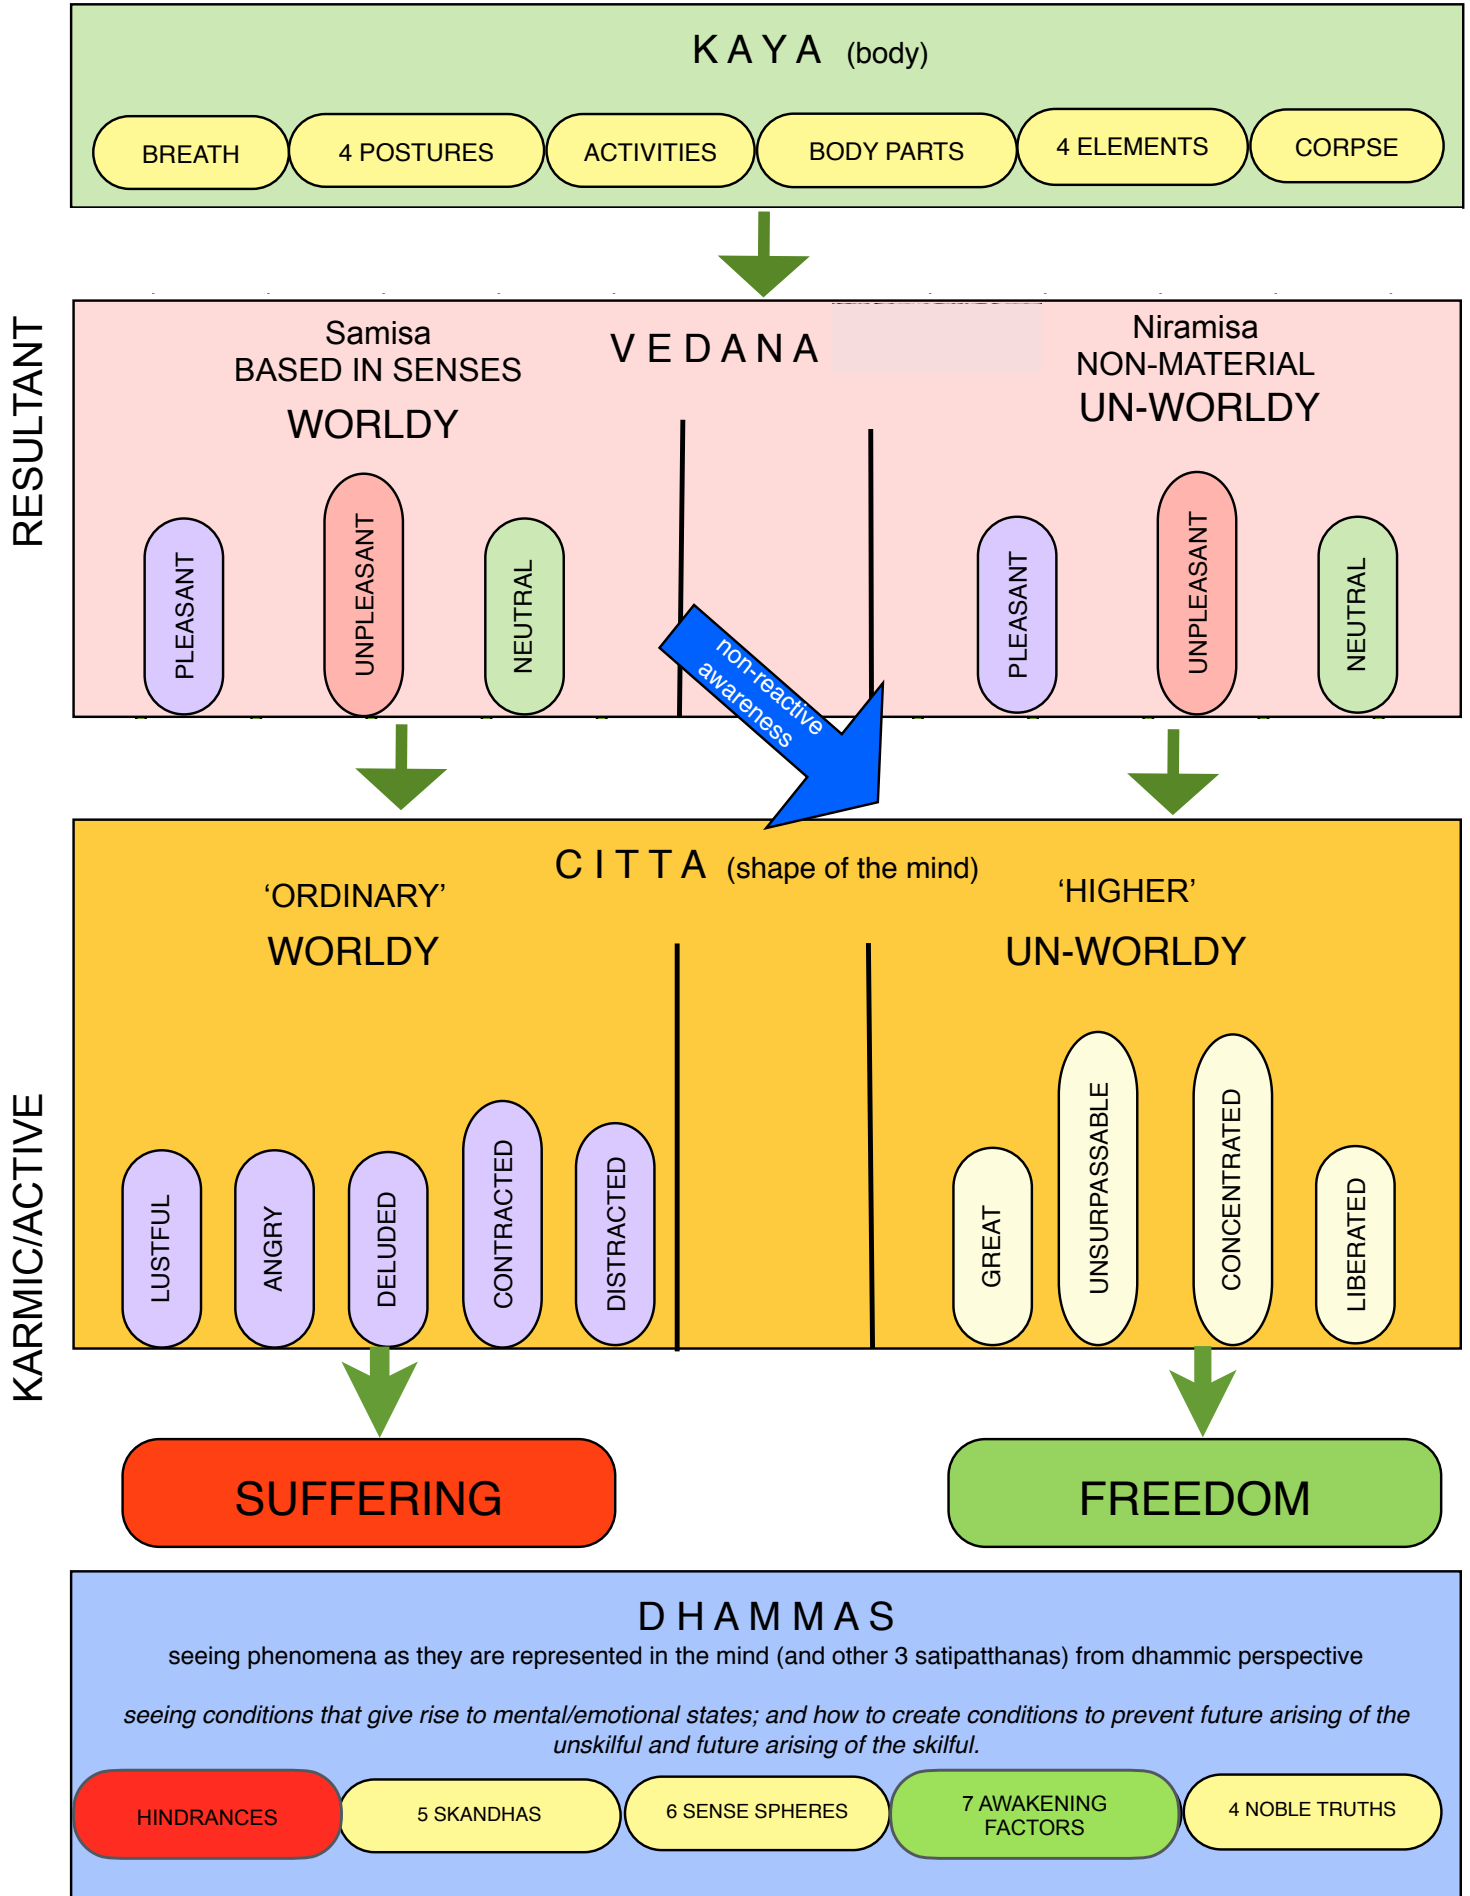 K A Y A (body)
BREATH
4 POSTURES
ACTIVITIES
BODY PARTS
4 ELEMENTS
CORPSE
RESULTANT
V E D A N A
Samisa
BASED IN SENSES
WORLDY
Niramisa
NON-MATERIAL
UN-WORLDY
PLEASANT
UNPLEASANT
NEUTRAL
PLEASANT
UNPLEASANT
NEUTRAL
non-reactive
awareness
KARMIC/ACTIVE
C I T T A (shape of the mind)
'ORDINARY'
WORLDY
'HIGHER'
UN-WORLDY
LUSTFUL
ANGRY
DELUDED
CONTRACTED
DISTRACTED
GREAT
UNSURPASSABLE
CONCENTRATED
LIBERATED
SUFFERING
FREEDOM
D H A M M A S
seeing phenomena as they are represented in the mind (and other 3 satipatthanas) from dhammic perspective
seeing conditions that give rise to mental/emotional states; and how to create conditions to prevent future arising of the
unskilful and future arising of the skilful.
HINDRANCES
5 SKANDHAS
6 SENSE SPHERES
7 AWAKENING
FACTORS
4 NOBLE TRUTHS